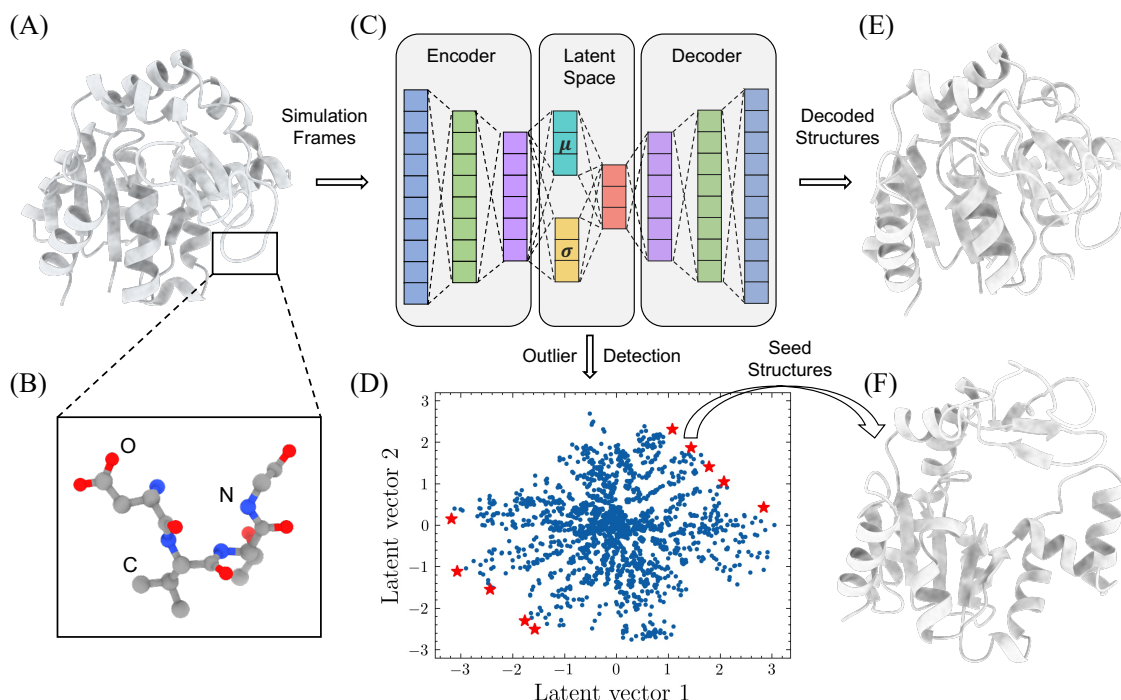 (A)
(C)
(E)
Encoder
Latent
Space
Decoder
Simulation
Frames
μ
σ
Decoded
Structures
Outlier
Detection
Seed
Structures
(B)
O
N
C
(D)
3
2
1
0
−1
−2
−3
Latent vector 2
−3
−2
−1
0
1
2
3
Latent vector 1
(F)